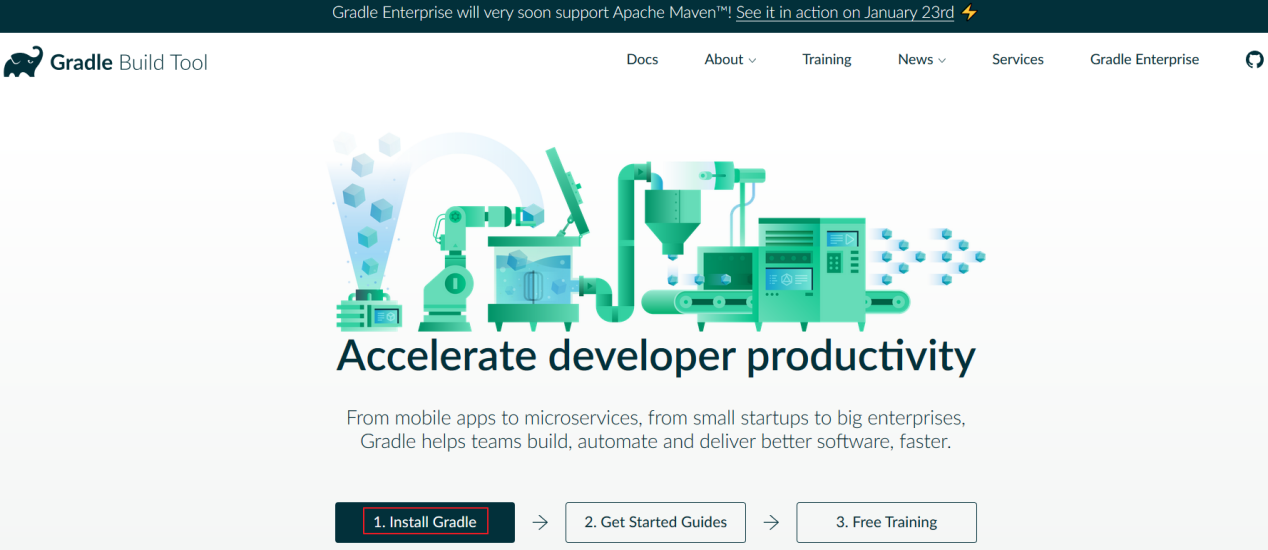 Gradle Enterprise will very soon support Apache Maven™! See it in action on January 23rd ⚡
Gradle Build Tool
Docs
About
Training
News
Services
Gradle Enterprise
Accelerate developer productivity
From mobile apps to microservices, from small startups to big enterprises,
Gradle helps teams build, automate and deliver better software, faster.
1. Install Gradle
2. Get Started Guides
3. Free Training